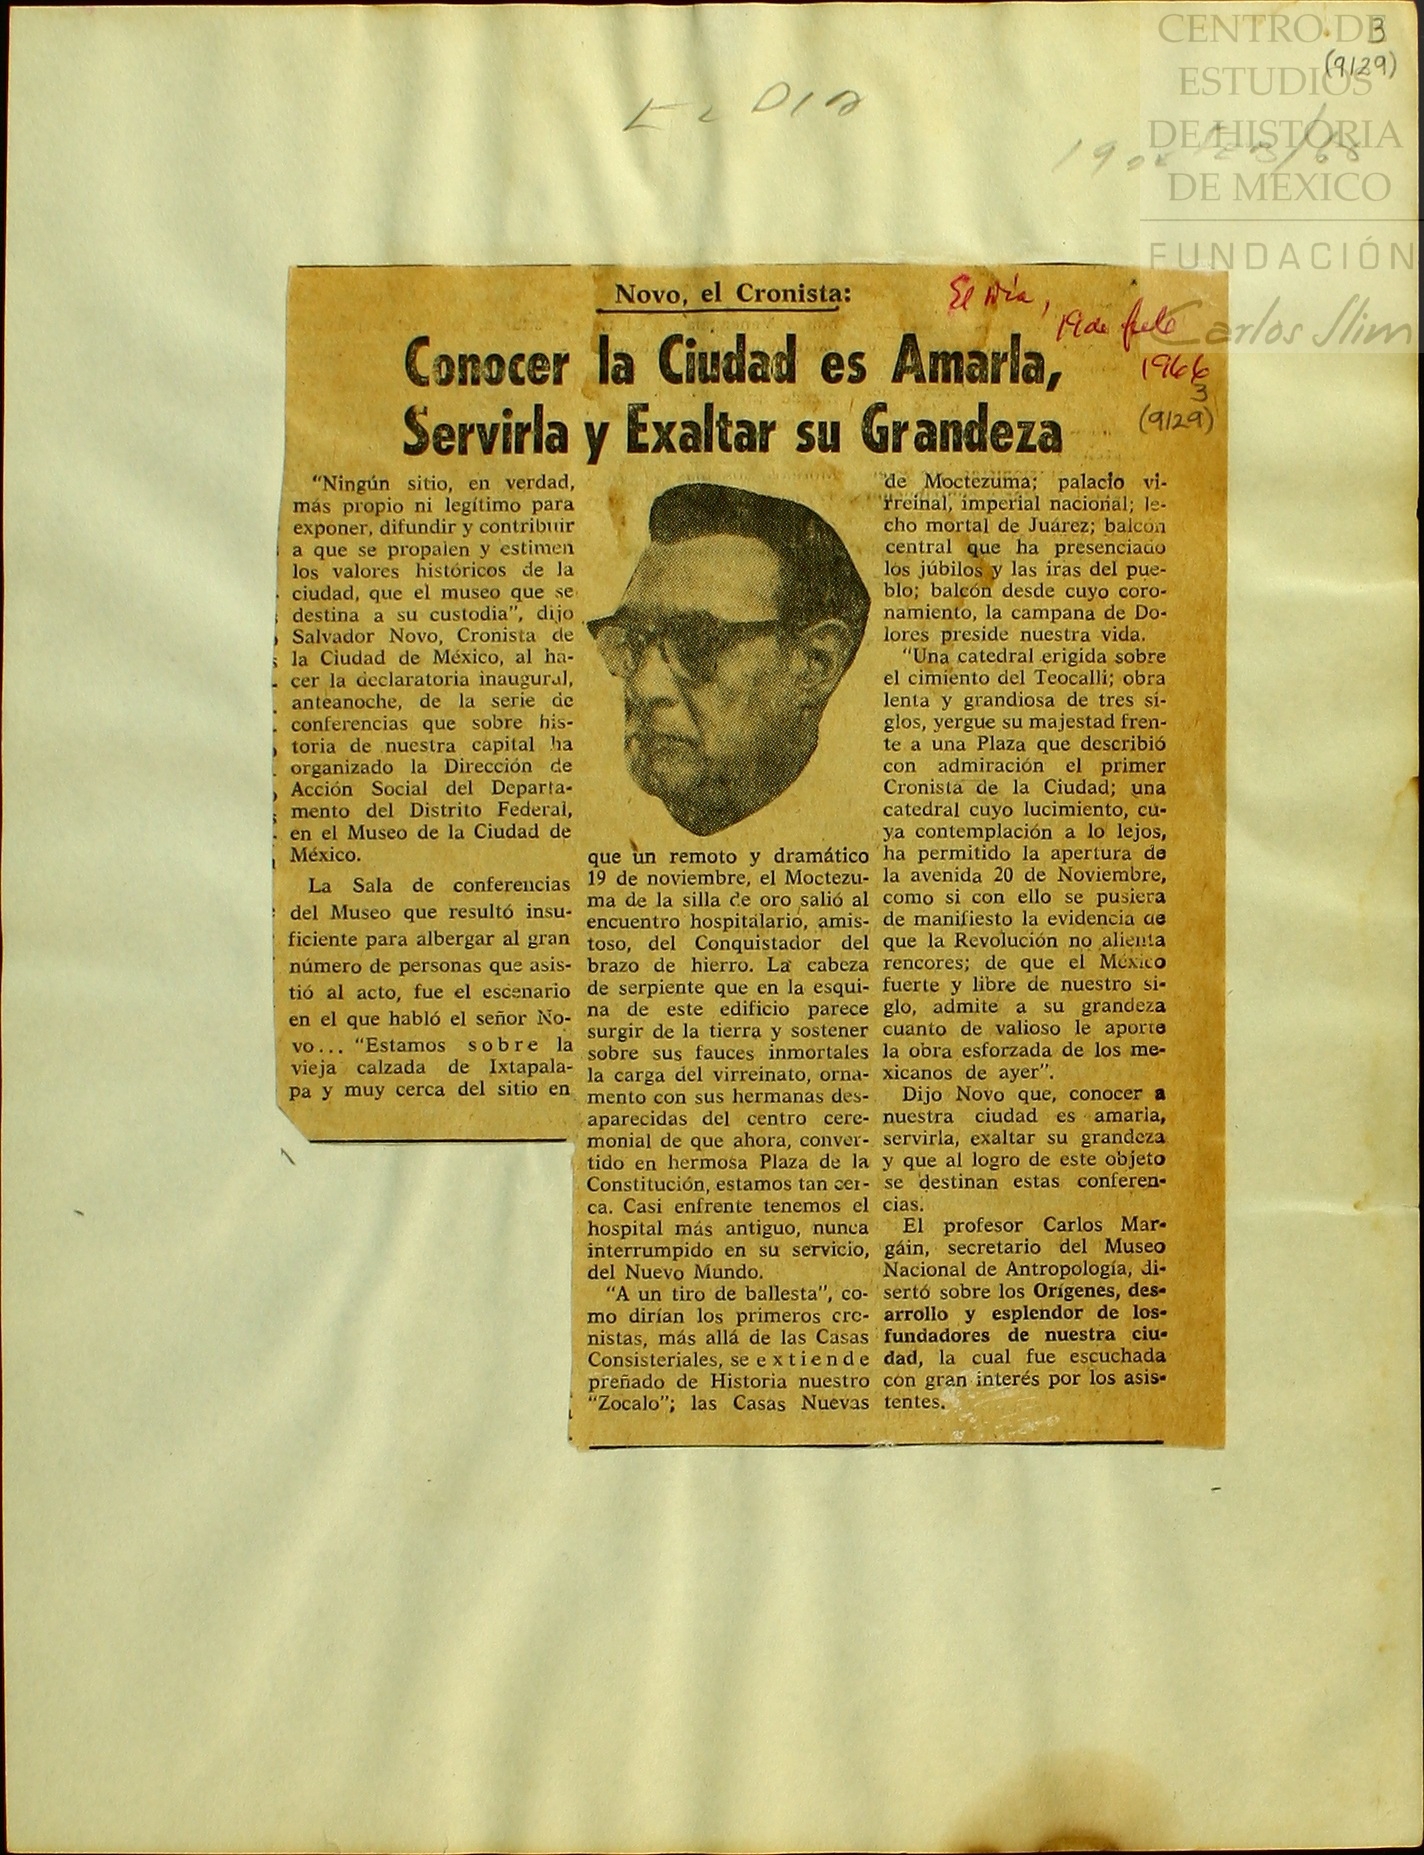 CENTRO DE
ESTUDIOS
DE HISTORIA
DE MÉXICO
FUNDACIÓN
Carlos Slim
3
(9129)
EL DIA
Novo, el Cronista:
El Día,
19 de
1966
3
(9129)
Conocer la Ciudad es Amarla,
Servirla y Exaltar su Grandeza
"Ningún sitio, en verdad,
más propio ni legítimo para
exponer, difundir y contribuir
a que se propalen y estimen
los valores históricos de la
ciudad, que el museo que se
destina a su custodia", dijo
Salvador Novo, Cronista de
la Ciudad de México, al ha-
cer la declaratoria inaugural,
anteanoche, de la serie de
conferencias que sobre his-
toria de nuestra capital ha
organizado la Dirección de
Acción Social del Departa-
mento del Distrito Federal,
en el Museo de la Ciudad de
México.
La Sala de conferencias
del Museo que resultó insu-
ficiente para albergar al gran
número de personas que asis-
tió al acto, fue el escenario
en el que habló el señor No-
vo... "Estamos sobre la
vieja calzada de Ixtapala-
pa y muy cerca del sitio en
que un remoto y dramático
19 de noviembre, el Moctezu-
ma de la silla de oro salió al
encuentro hospitalario, amis-
toso, del Conquistador del
brazo de hierro. La cabeza
de serpiente que en la esqui-
na de este edificio parece
surgir de la tierra y sostener
sobre sus fauces inmortales
la carga del virreinato, orna-
mento con sus hermanas des-
aparecidas del centro cere-
monial de que ahora, conver-
tido en hermosa Plaza de la
Constitución, estamos tan cer-
ca. Casi enfrente tenemos el
hospital más antiguo, nunca
interrumpido en su servicio,
del Nuevo Mundo.
"A un tiro de ballesta", co-
mo dirían los primeros cro-
nistas, más allá de las Casas
Consisteriales, se extiende
preñado de Historia nuestro
"Zocalo"; las Casas Nuevas
de Moctezuma; palacio vi-
rreinal, imperial nacional; le-
cho mortal de Juárez; balcón
central que ha presenciado
los júbilos y las iras del pue-
blo; balcón desde cuyo coro-
namiento, la campana de Do-
lores preside nuestra vida.
"Una catedral erigida sobre
el cimiento del Teocalli; obra
lenta y grandiosa de tres si-
glos, yergue su majestad fren-
te a una Plaza que describió
con admiración el primer
Cronista de la Ciudad; una
catedral cuyo lucimiento, cu-
ya contemplación a lo lejos,
ha permitido la apertura de
la avenida 20 de Noviembre,
como si con ello se pusiera
de manifiesto la evidencia de
que la Revolución no alienta
rencores; de que el México
fuerte y libre de nuestro si-
glo, admite a su grandeza
cuanto de valioso le aporte
la obra esforzada de los me-
xicanos de ayer".
Dijo Novo que, conocer a
nuestra ciudad es amarla,
servirla, exaltar su grandeza
y que al logro de este objeto
se destinan estas conferen-
cias.
El profesor Carlos Mar-
gáin, secretario del Museo
Nacional de Antropología, di-
sertó sobre los Orígenes, des-
arrollo y esplendor de los
fundadores de nuestra ciu-
dad, la cual fue escuchada
con gran interés por los asis-
tentes.